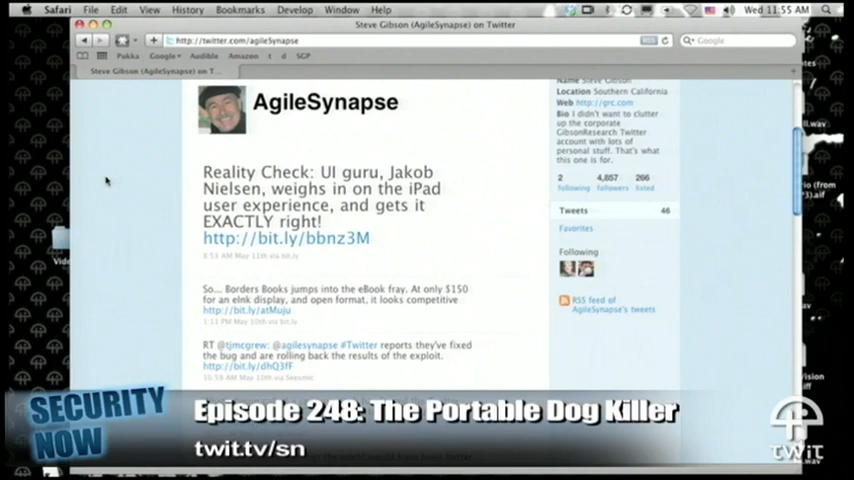 Safari File Edit View History Bookmarks Develop Window Help
Wed 11:55 AM
Steve Gibson (AgileSynapse) on Twitter
http://twitter.com/agileSynapse
RSS
Google
Pukka Google Audible Amazon t d SGP
Steve Gibson (AgileSynapse) on T...
AgileSynapse
Reality Check: UI guru, Jakob
Nielsen, weighs in on the iPad
user experience, and gets it
EXACTLY right!
http://bit.ly/bbnz3M
8:53 AM May 11th via bit.ly
So... Borders Books jumps into the eBook fray. At only $150
for an eInk display, and open format, it looks competitive
http://bit.ly/atMuju
1:11 PM May 10th via bit.ly
RT @tjmcgrew: @agilesynapse #Twitter reports they've fixed
the bug and are rolling back the results of the exploit.
http://bit.ly/dhQ3fF
10:59 AM May 10th via Seesmic
Name Steve Gibson
Location Southern California
Web http://grc.com
Bio I didn't want to clutter
up the corporate
GibsonResearch Twitter
account with lots of
personal stuff. That's what
this one is for.
2 4,857 266
following followers listed
Tweets 46
Favorites
Following
RSS feed of
AgileSynapse's tweets
SECURITY
NOW
Episode 248: The Portable Dog Killer
twit.tv/sn
twit